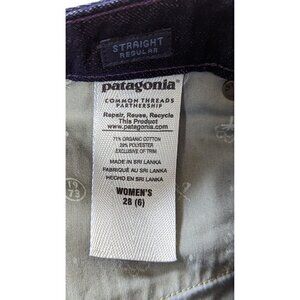 STRAIGHT
REGULAR
patagonia®
COMMON THREADS
PARTNERSHIP
Repair, Reuse, Recycle
This Product
www.patagonia.com
71% ORGANIC COTTON
29% POLYESTER
EXCLUSIVE OF TRIM
MADE IN SRI LANKA
FABRIQUÉ AU SRI LANKA
HECHO EN SRI LANKA
WOMEN'S
28 (6)